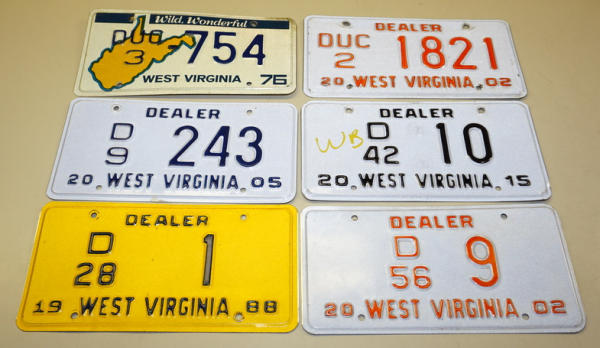 Wild, Wonderful
DUC 3 754
WEST VIRGINIA 76
DEALER
DUC 2 1821
20 WEST VIRGINIA 02
DEALER
D 9 243
20 WEST VIRGINIA 05
DEALER
WB D 42 10
20 WEST VIRGINIA 15
DEALER
D 28 1
19 WEST VIRGINIA 88
DEALER
D 56 9
20 WEST VIRGINIA 02